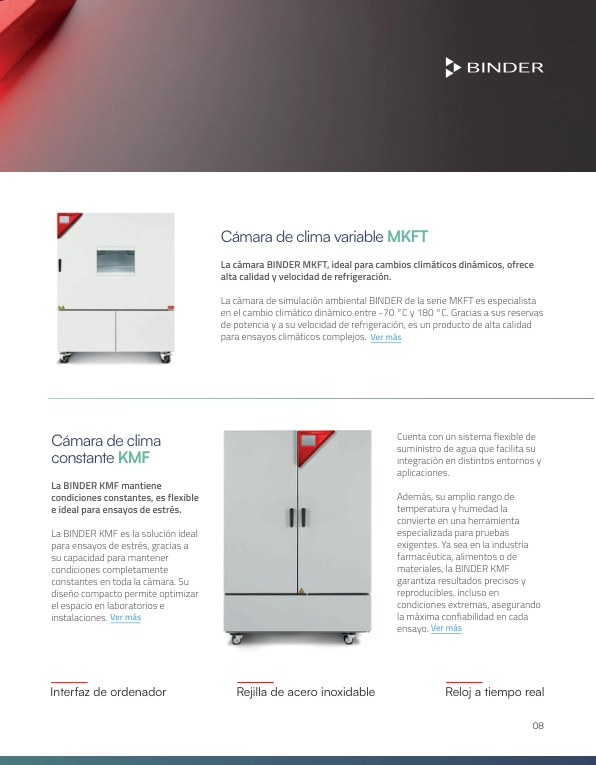 BINDER
Cámara de clima variable MKFT
La cámara BINDER MKFT, ideal para cambios climáticos dinámicos, ofrece
alta calidad y velocidad de refrigeración.
La cámara de simulación ambiental BINDER de la serie MKFT es especialista
en el cambio climático dinámico entre -70 °C y 180 °C. Gracias a sus reservas
de potencia y a su velocidad de refrigeración, es un producto de alta calidad
para ensayos climáticos complejos. Ver más
Cámara de clima
constante KMF
La BINDER KMF mantiene
condiciones constantes, es flexible
e ideal para ensayos de estrés.
La BINDER KMF es la solución ideal
para ensayos de estrés, gracias a
su capacidad para mantener
condiciones completamente
constantes en toda la cámara. Su
diseño compacto permite optimizar
el espacio en laboratorios e
instalaciones. Ver más
Cuenta con un sistema flexible de
suministro de agua que facilita su
integración en distintos entornos y
aplicaciones.
Además, su amplio rango de
temperatura y humedad la
convierte en una herramienta
especializada para pruebas
exigentes. Ya sea en la industria
farmacéutica, alimentos o de
materiales, la BINDER KMF
garantiza resultados precisos y
reproducibles, incluso en
condiciones extremas, asegurando
la máxima confiabilidad en cada
ensayo. Ver más
Interfaz de ordenador
Rejilla de acero inoxidable
Reloj a tiempo real
08